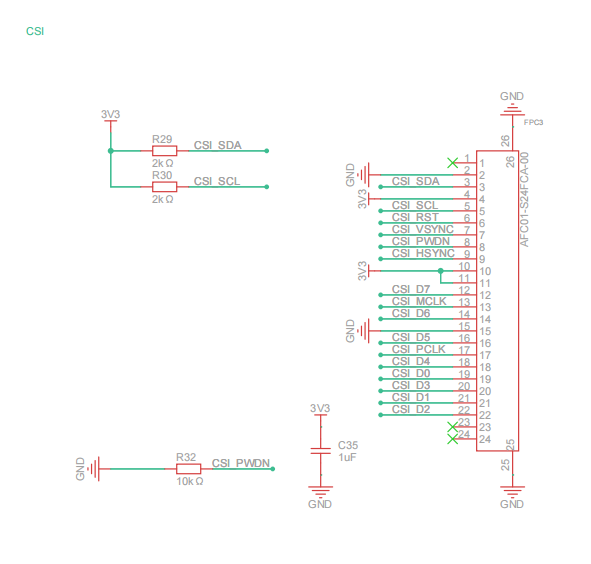 CSI
3V3
R29
CSI_SDA
2kΩ
R30
CSI_SCL
2kΩ
GND
FPC3
26
26
AFC01-S24FCA-00
1
1
GND
2
2
CSI_SDA
3
3
3V3
4
4
CSI_SCL
5
5
CSI_RST
6
6
CSI_VSYNC
7
7
CSI_PWDN
8
8
CSI_HSYNC
9
9
3V3
10
10
11
11
CSI_D7
12
12
CSI_MCLK
13
13
CSI_D6
14
14
GND
15
15
CSI_D5
16
16
CSI_PCLK
17
17
CSI_D4
18
18
CSI_D0
19
19
CSI_D3
20
20
CSI_D1
21
21
CSI_D2
22
22
23
23
24
24
25
25
GND
3V3
C35
1uF
GND
GND
R32
CSI_PWDN
10kΩ